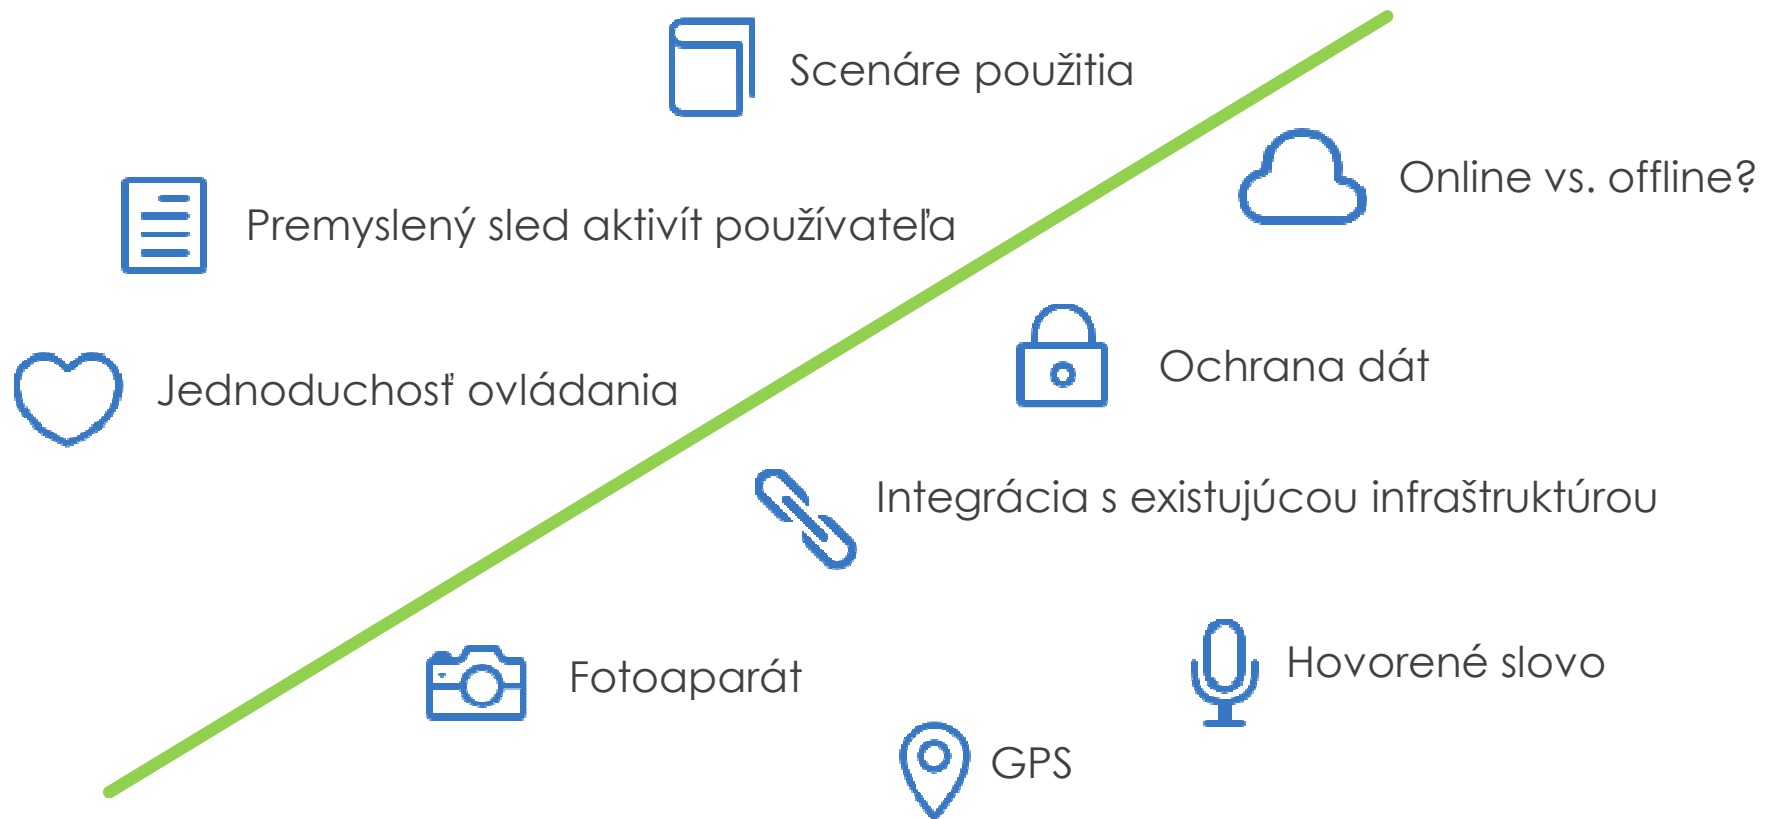 Scenáre použitia
Online vs. offline?
Premyslený sled aktivít používateľa
Ochrana dát
Jednoduchosť ovládania
Integrácia s existujúcou infraštruktúrou
Hovorené slovo
Fotoaparát
GPS